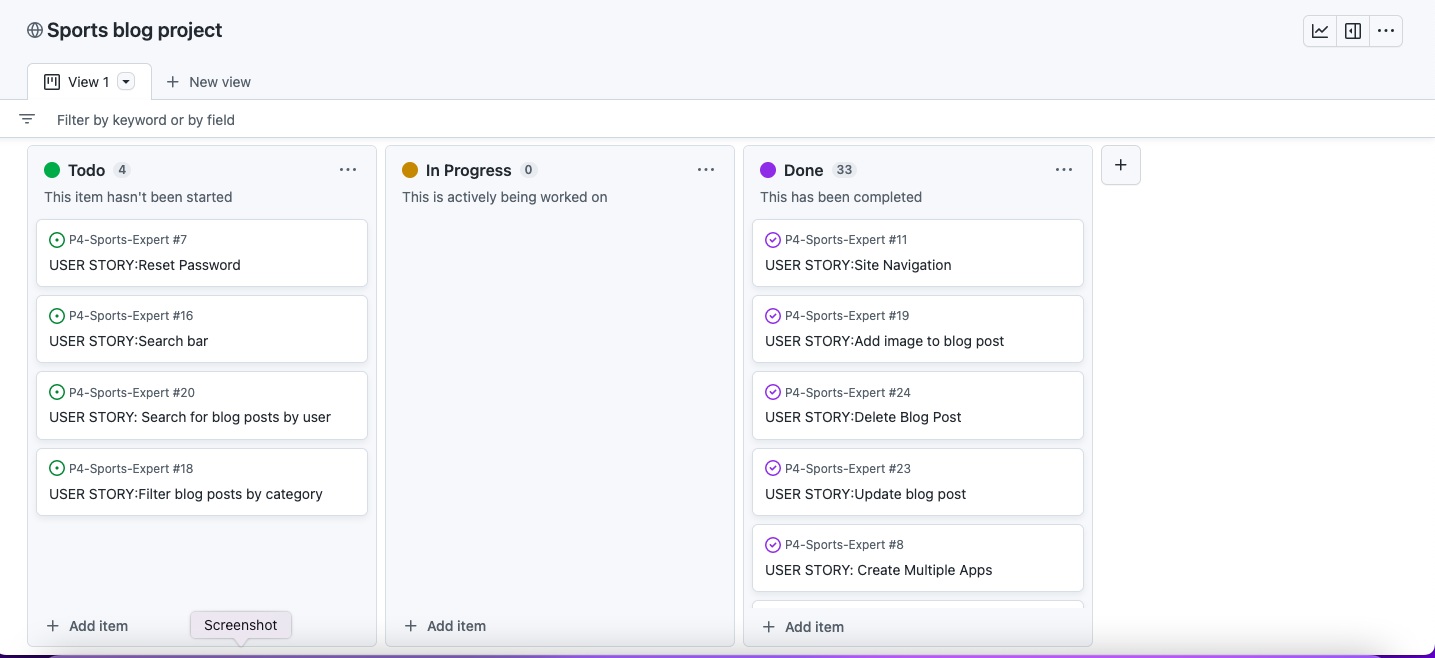 Sports blog project
View 1
New view
Filter by keyword or by field
Todo 4
This item hasn't been started
P4-Sports-Expert #7
USER STORY:Reset Password
P4-Sports-Expert #16
USER STORY:Search bar
P4-Sports-Expert #20
USER STORY: Search for blog posts by user
P4-Sports-Expert #18
USER STORY:Filter blog posts by category
Add item
Screenshot
In Progress 0
This is actively being worked on
Add item
Done 33
This has been completed
P4-Sports-Expert #11
USER STORY:Site Navigation
P4-Sports-Expert #19
USER STORY:Add image to blog post
P4-Sports-Expert #24
USER STORY:Delete Blog Post
P4-Sports-Expert #23
USER STORY:Update blog post
P4-Sports-Expert #8
USER STORY: Create Multiple Apps
Add item